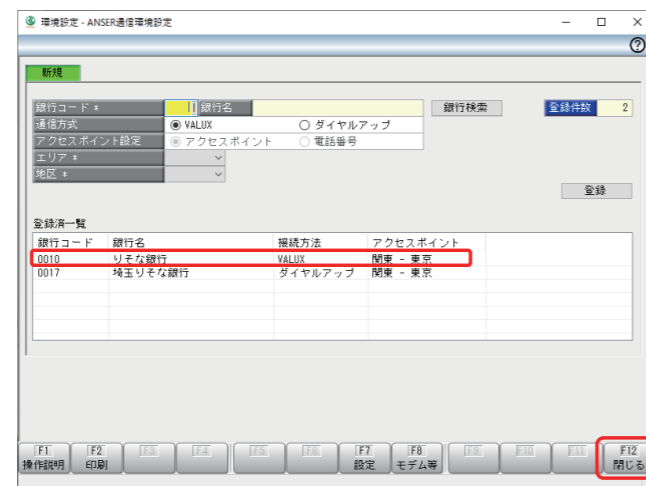 環境設定 - ANSER通信環境設定
新規
銀行コード * 銀行名 銀行検索 登録件数 2
通信方式 VALUX ダイヤルアップ
アクセスポイント設定 アクセスポイント 電話番号
エリア *
地区 *
登録
登録済一覧
銀行コード 銀行名 接続方法 アクセスポイント
0010 りそな銀行 VALUX 関東 - 東京
0017 埼玉りそな銀行 ダイヤルアップ 関東 - 東京
F1 F2 F3 F4 F5 F6 F7 F8 F9 F10 F11 F12
操作説明 印刷 設定 モデム等 閉じる